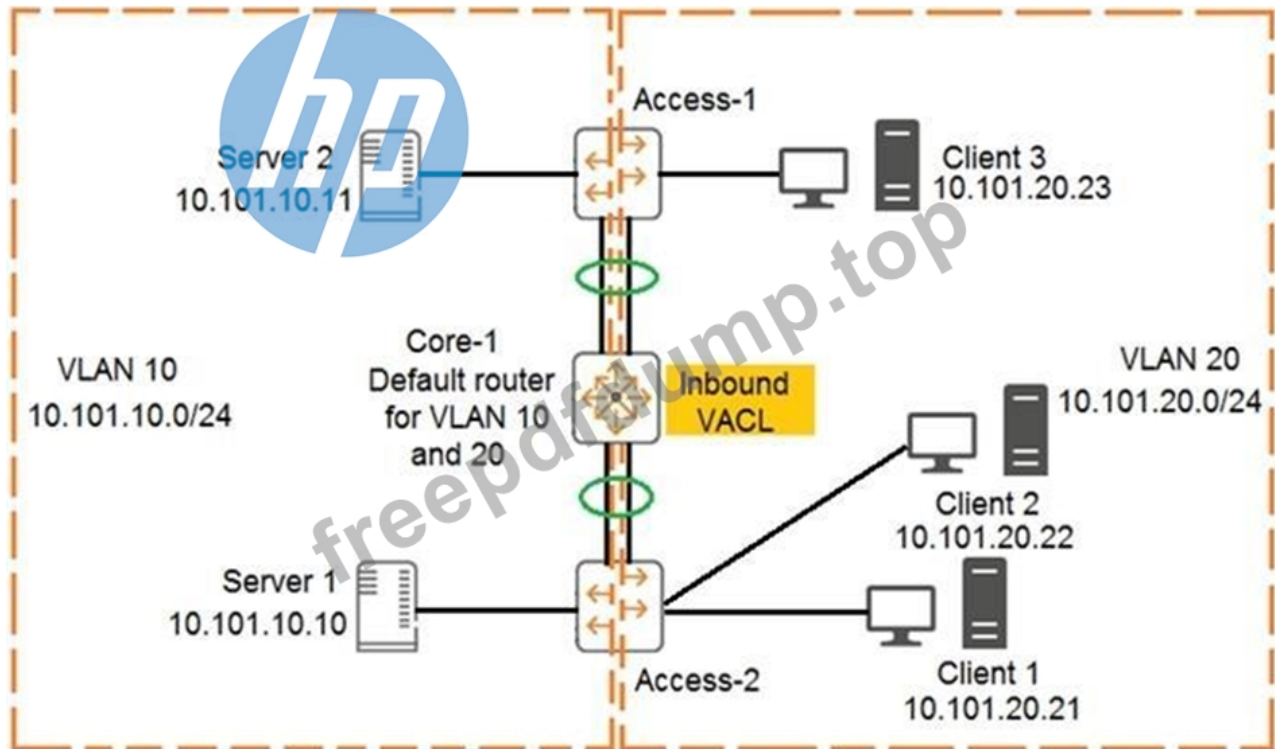 hp
Access-1
Server 2
10.101.10.11
Client 3
10.101.20.23
VLAN 10
10.101.10.0/24
Core-1
Default router
for VLAN 10
and 20
Inbound
VACL
VLAN 20
10.101.20.0/24
Client 2
10.101.20.22
Server 1
10.101.10.10
Access-2
Client 1
10.101.20.21
freepdfdump.top